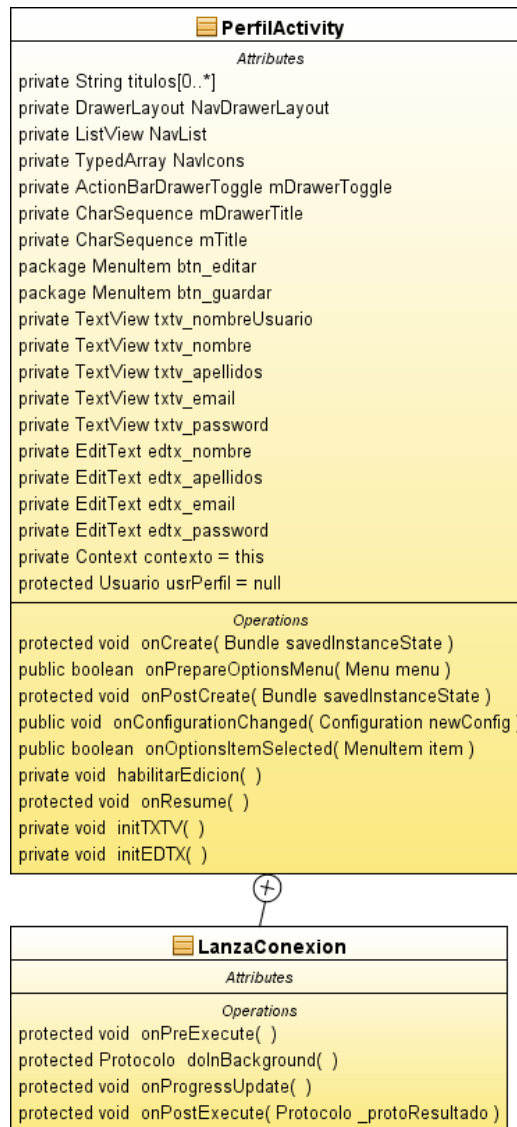 PerfilActivity
Attributes
private String titulos[0..*]
private DrawerLayout NavDrawerLayout
private ListView NavList
private TypedArray NavIcons
private ActionBarDrawerToggle mDrawerToggle
private CharSequence mDrawerTitle
private CharSequence mTitle
package MenuItem btn_editar
package MenuItem btn_guardar
private TextView txtv_nombreUsuario
private TextView txtv_nombre
private TextView txtv_apellidos
private TextView txtv_email
private TextView txtv_password
private EditText edtx_nombre
private EditText edtx_apellidos
private EditText edtx_email
private EditText edtx_password
private Context contexto = this
protected Usuario usrPerfil = null
Operations
protected void onCreate( Bundle savedInstanceState )
public boolean onPrepareOptionsMenu( Menu menu )
protected void onPostCreate( Bundle savedInstanceState )
public void onConfigurationChanged( Configuration newConfig )
public boolean onOptionsItemSelected( MenuItem item )
private void habilitarEdicion( )
protected void onResume( )
private void initTXTV( )
private void initEDTX( )
LanzaConexion
Attributes
Operations
protected void onPreExecute( )
protected Protocolo doInBackground( )
protected void onProgressUpdate( )
protected void onPostExecute( Protocolo _protoResultado )